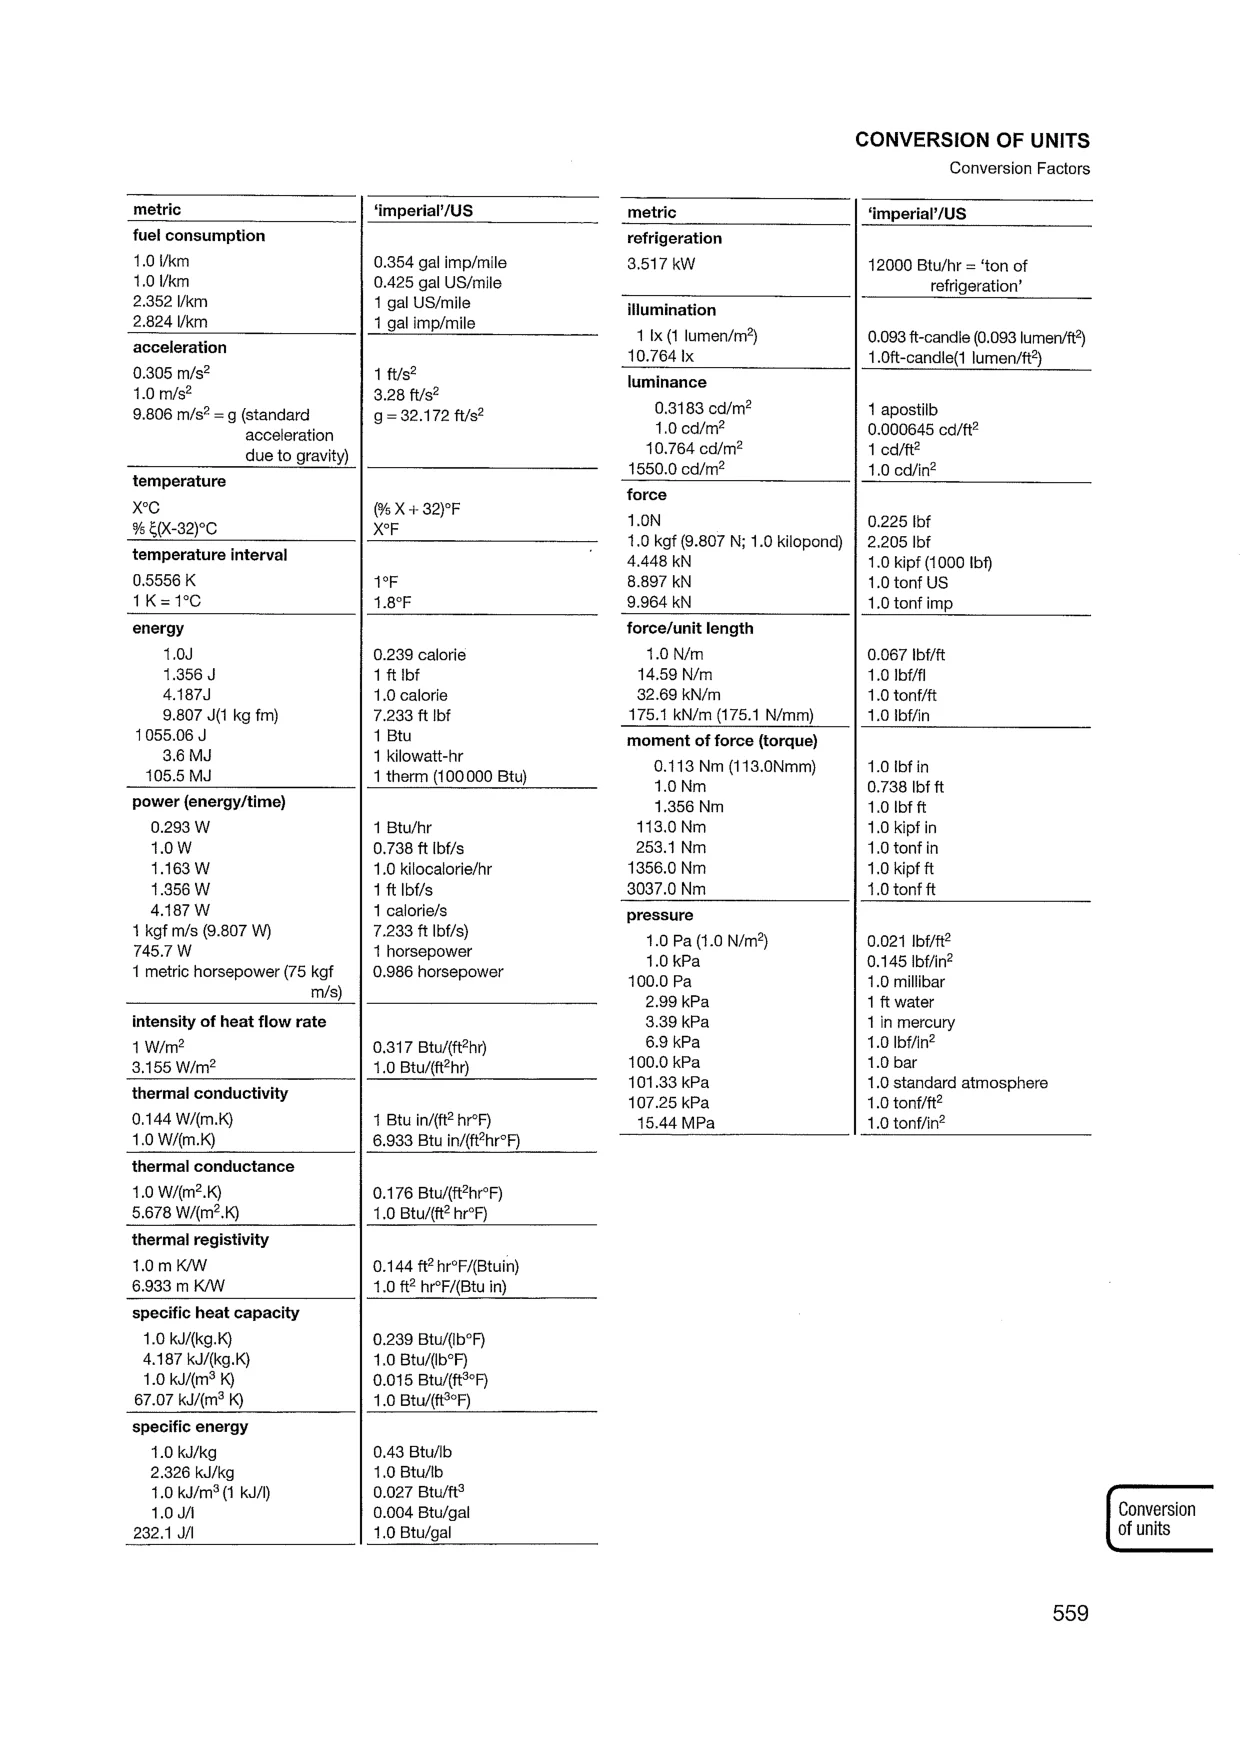 CONVERSION OF UNITS
Conversion Factors
metric 'imperial'/US
fuel consumption
1.0 l/km 0.354 gal imp/mile
1.0 l/km 0.425 gal US/mile
2.352 l/km 1 gal US/mile
2.824 l/km 1 gal imp/mile
acceleration
0.305 m/s² 1 ft/s²
1.0 m/s² 3.28 ft/s²
9.806 m/s² = g (standard g = 32.172 ft/s²
acceleration
due to gravity)
temperature
X°C (⅝ X + 32)°F
⅝ ξ(X-32)°C X°F
temperature interval
0.5556 K 1°F
1 K = 1°C 1.8°F
energy
1.0J 0.239 calorie
1.356 J 1 ft lbf
4.187J 1.0 calorie
9.807 J(1 kg fm) 7.233 ft lbf
1 055.06 J 1 Btu
3.6 MJ 1 kilowatt-hr
105.5 MJ 1 therm (100 000 Btu)
power (energy/time)
0.293 W 1 Btu/hr
1.0 W 0.738 ft lbf/s
1.163 W 1.0 kilocalorie/hr
1.356 W 1 ft lbf/s
4.187 W 1 calorie/s
1 kgf m/s (9.807 W) 7.233 ft lbf/s)
745.7 W 1 horsepower
1 metric horsepower (75 kgf 0.986 horsepower
m/s)
intensity of heat flow rate
1 W/m² 0.317 Btu/(ft²hr)
3.155 W/m² 1.0 Btu/(ft²hr)
thermal conductivity
0.144 W/(m.K) 1 Btu in/(ft² hr°F)
1.0 W/(m.K) 6.933 Btu in/(ft²hr°F)
thermal conductance
1.0 W/(m².K) 0.176 Btu/(ft²hr°F)
5.678 W/(m².K) 1.0 Btu/(ft² hr°F)
thermal registivity
1.0 m K/W 0.144 ft² hr°F/(Btuin)
6.933 m K/W 1.0 ft² hr°F/(Btu in)
specific heat capacity
1.0 kJ/(kg.K) 0.239 Btu/(lb°F)
4.187 kJ/(kg.K) 1.0 Btu/(lb°F)
1.0 kJ/(m³ K) 0.015 Btu/(ft³°F)
67.07 kJ/(m³ K) 1.0 Btu/(ft³°F)
specific energy
1.0 kJ/kg 0.43 Btu/lb
2.326 kJ/kg 1.0 Btu/lb
1.0 kJ/m³ (1 kJ/l) 0.027 Btu/ft³
1.0 J/l 0.004 Btu/gal
232.1 J/l 1.0 Btu/gal
metric 'imperial'/US
refrigeration
3.517 kW 12000 Btu/hr = 'ton of
refrigeration'
illumination
1 lx (1 lumen/m²) 0.093 ft-candle (0.093 lumen/ft²)
10.764 lx 1.0ft-candle(1 lumen/ft²)
luminance
0.3183 cd/m² 1 apostilb
1.0 cd/m² 0.000645 cd/ft²
10.764 cd/m² 1 cd/ft²
1550.0 cd/m² 1.0 cd/in²
force
1.0N 0.225 lbf
1.0 kgf (9.807 N; 1.0 kilopond) 2.205 lbf
4.448 kN 1.0 kipf (1000 lbf)
8.897 kN 1.0 tonf US
9.964 kN 1.0 tonf imp
force/unit length
1.0 N/m 0.067 lbf/ft
14.59 N/m 1.0 lbf/fl
32.69 kN/m 1.0 tonf/ft
175.1 kN/m (175.1 N/mm) 1.0 lbf/in
moment of force (torque)
0.113 Nm (113.0Nmm) 1.0 lbf in
1.0 Nm 0.738 lbf ft
1.356 Nm 1.0 lbf ft
113.0 Nm 1.0 kipf in
253.1 Nm 1.0 tonf in
1356.0 Nm 1.0 kipf ft
3037.0 Nm 1.0 tonf ft
pressure
1.0 Pa (1.0 N/m²) 0.021 lbf/ft²
1.0 kPa 0.145 lbf/in²
100.0 Pa 1.0 millibar
2.99 kPa 1 ft water
3.39 kPa 1 in mercury
6.9 kPa 1.0 lbf/in²
100.0 kPa 1.0 bar
101.33 kPa 1.0 standard atmosphere
107.25 kPa 1.0 tonf/ft²
15.44 MPa 1.0 tonf/in²
Conversion
of units
559